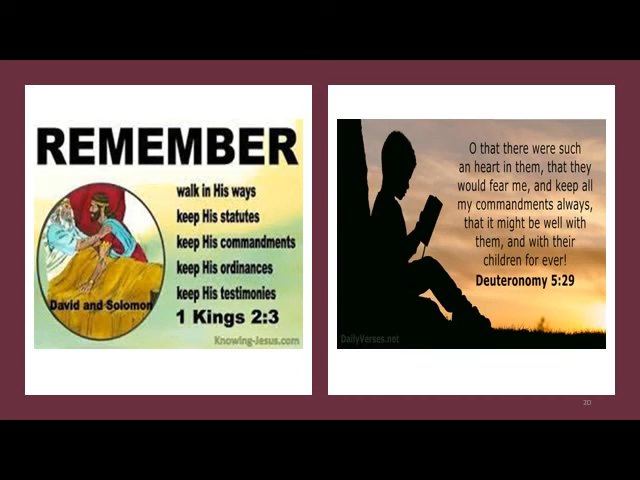 REMEMBER
walk in His ways
keep His statutes
keep His commandments
keep His ordinances
keep His testimonies
David and Solomon
1 Kings 2:3
Knowing-Jesus.com
O that there were such
an heart in them, that they
would fear me, and keep all
my commandments always,
that it might be well with
them, and with their
children for ever!
Deuteronomy 5:29
DailyVerses.net
20